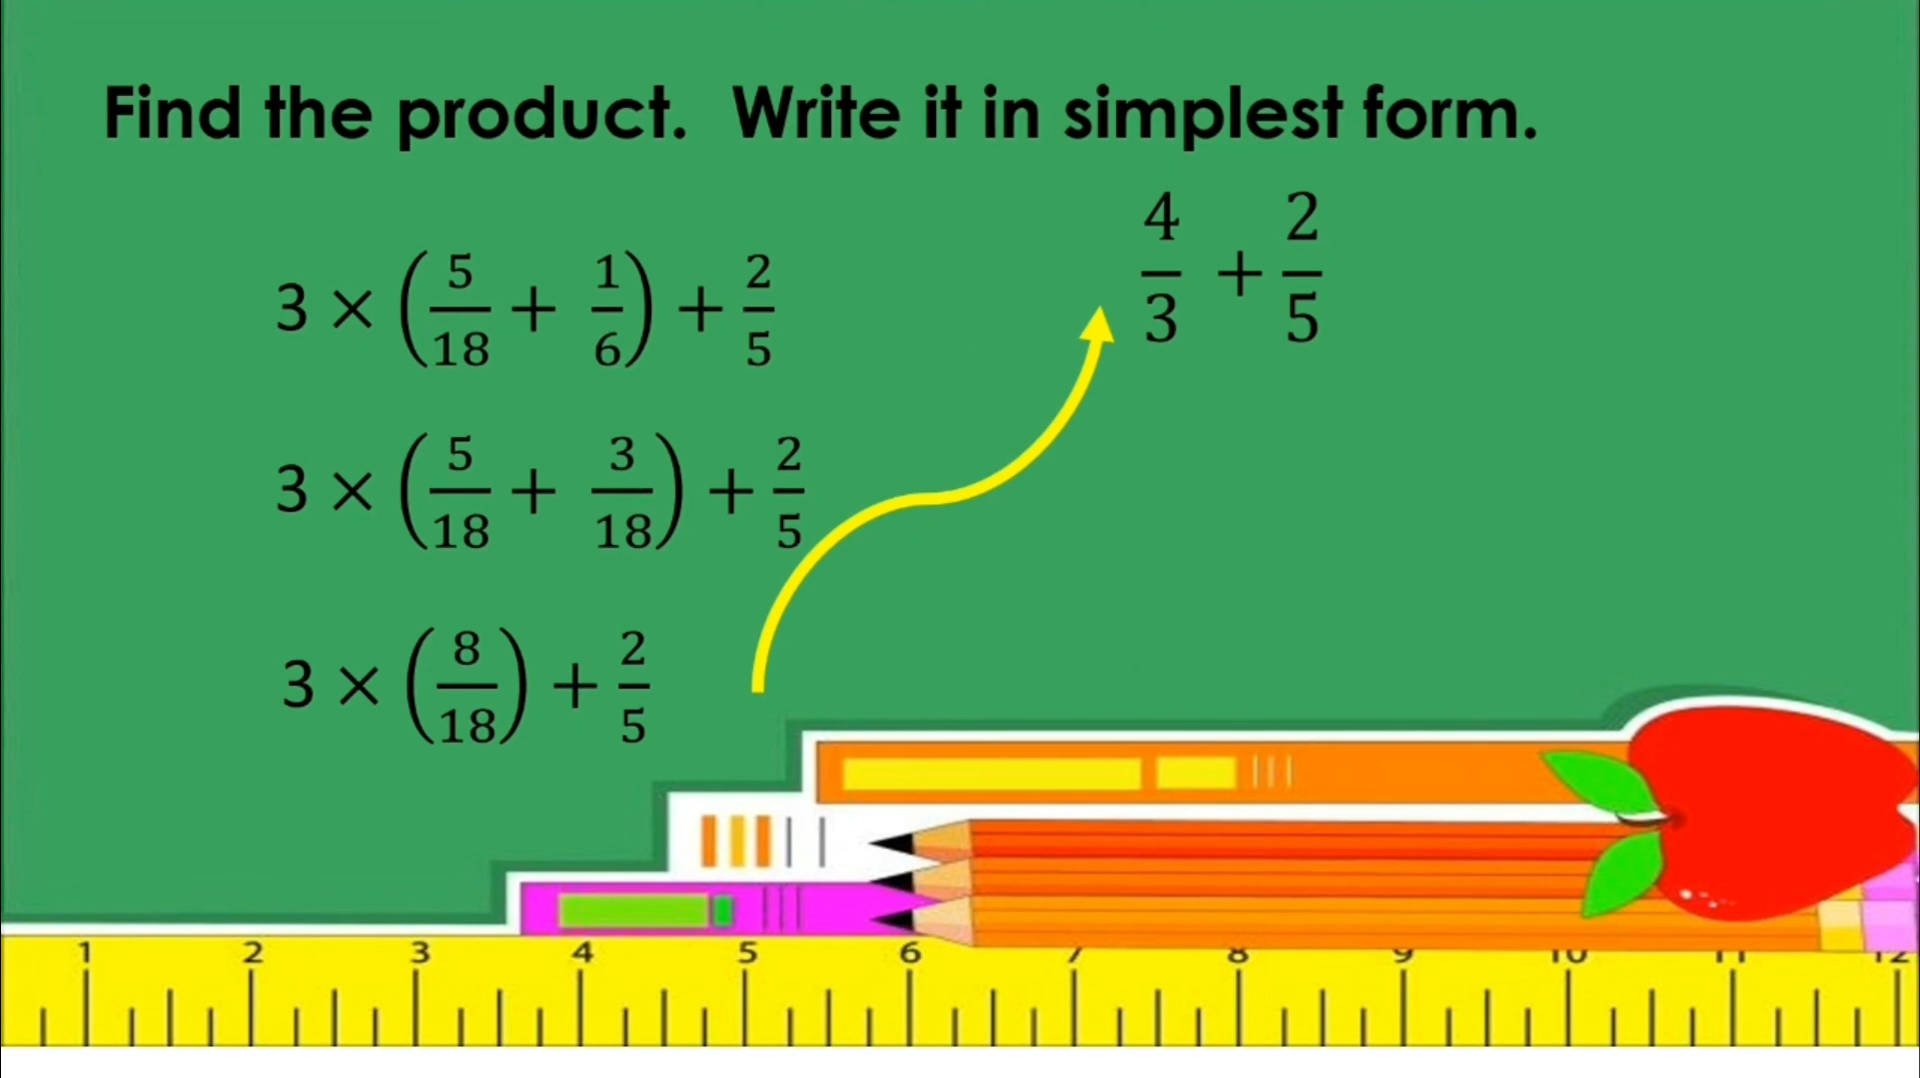 Find the product.  Write it in simplest form.
3 × (5/18 + 1/6) + 2/5
3 × (5/18 + 3/18) + 2/5
3 × (8/18) + 2/5
4/3 + 2/5
1 2 3 4 5 6 7 8 9 10 11 12